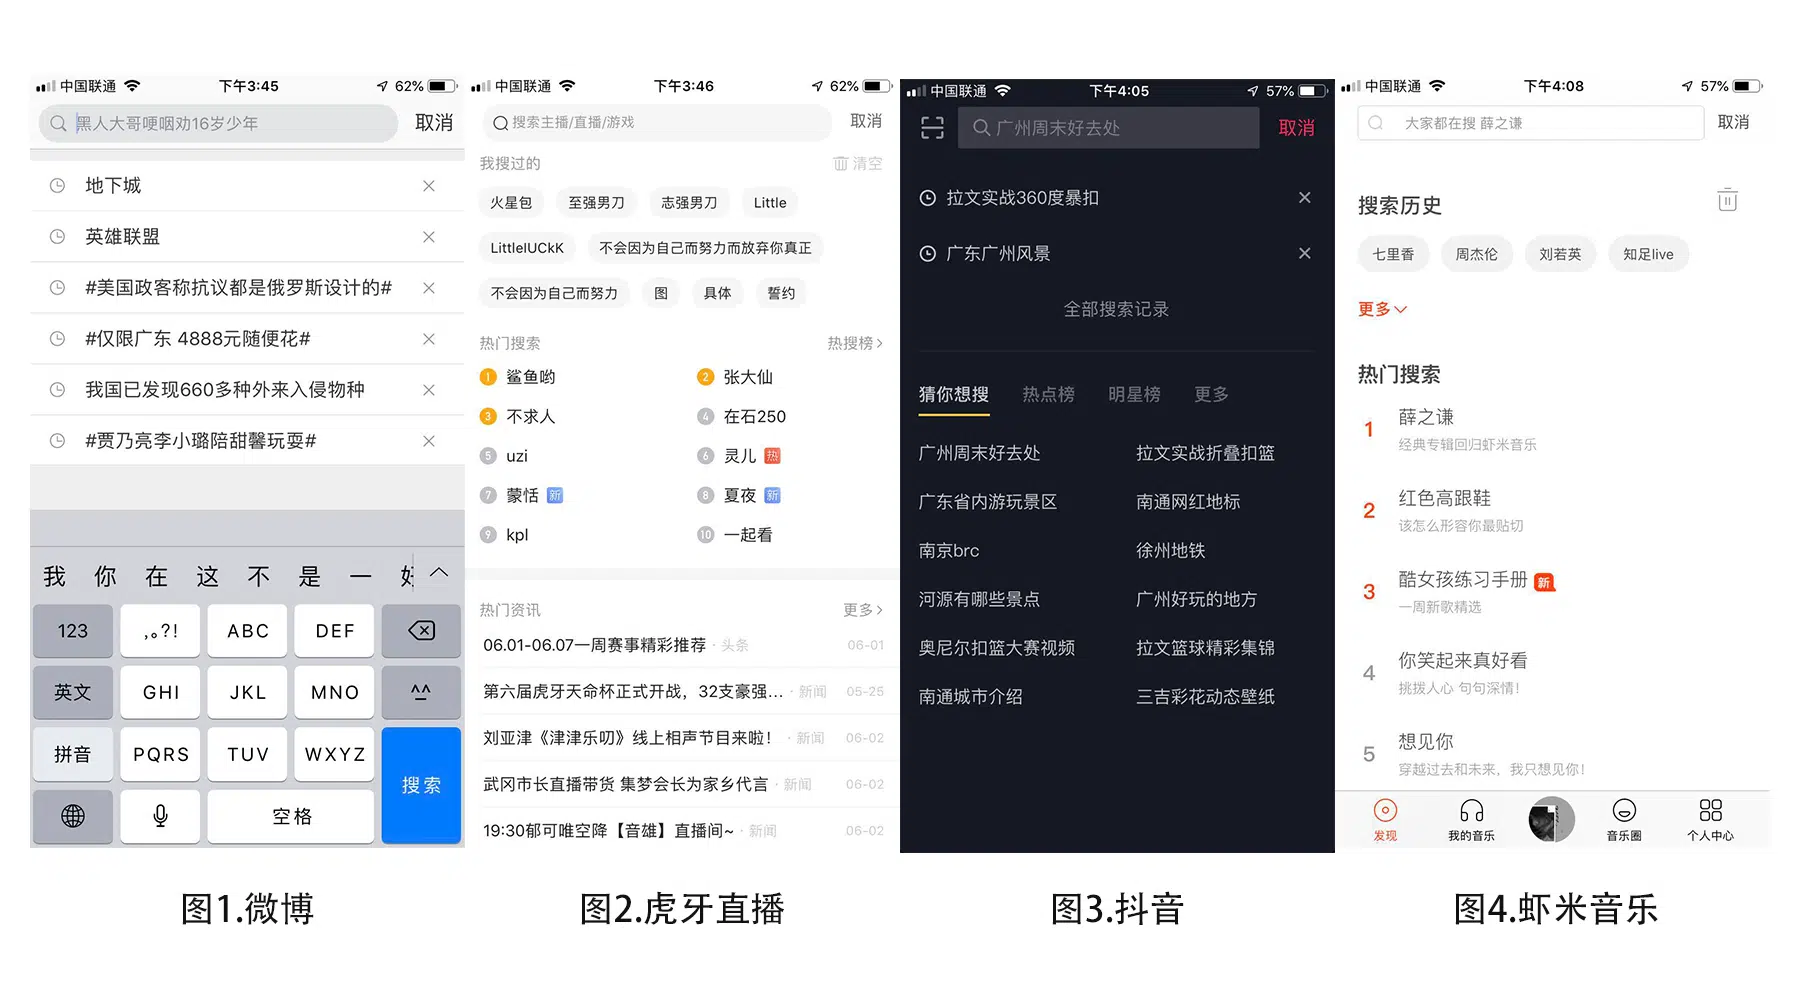 中国联通 下午3:45 62%
黑人大哥哽咽劝16岁少年 取消
地下城
英雄联盟
#美国政客称抗议都是俄罗斯设计的#
#仅限广东 4888元随便花#
我国已发现660多种外来入侵物种
#贾乃亮李小璐陪甜馨玩耍#
我 你 在 这 不 是 一 好
123 ,。?! ABC DEF
英文 GHI JKL MNO ^^
拼音 PQRS TUV WXYZ 搜索
空格
图1.微博
中国联通 下午3:46 62%
搜索主播/直播/游戏 取消
我搜过的 清空
火星包 至强男刀 志强男刀 Little
LittlelUCkK 不会因为自己而努力而放弃你真正
不会因为自己而努力 图 具体 誓约
热门搜索 热搜榜>
1 鲨鱼哟 2 张大仙
3 不求人 4 在石250
5 uzi 6 灵儿 热
7 蒙恬 新 8 夏夜 新
9 kpl 10 一起看
热门资讯 更多>
06.01-06.07一周赛事精彩推荐 · 头条 06-01
第六届虎牙天命杯正式开战，32支豪强... · 新闻 05-25
刘亚津《津津乐叨》线上相声节目来啦！ · 新闻 06-02
武冈市长直播带货 集梦会长为家乡代言 · 新闻 06-02
19:30郁可唯空降【音雄】直播间~ · 新闻 06-02
图2.虎牙直播
中国联通 下午4:05 57%
广州周末好去处 取消
拉文实战360度暴扣
广东广州风景
全部搜索记录
猜你想搜 热点榜 明星榜 更多
广州周末好去处 拉文实战折叠扣篮
广东省内游玩景区 南通网红地标
南京brc 徐州地铁
河源有哪些景点 广州好玩的地方
奥尼尔扣篮大赛视频 拉文篮球精彩集锦
南通城市介绍 三吉彩花动态壁纸
图3.抖音
中国联通 下午4:08 57%
大家都在搜 薛之谦 取消
搜索历史
七里香 周杰伦 刘若英 知足live
更多
热门搜索
1 薛之谦
经典专辑回归虾米音乐
2 红色高跟鞋
该怎么形容你最贴切
3 酷女孩练习手册 新
一周新歌精选
4 你笑起来真好看
挑拨人心 句句深情！
5 想见你
穿越过去和未来，我只想见你！
发现 我的音乐 音乐圈 个人中心
图4.虾米音乐